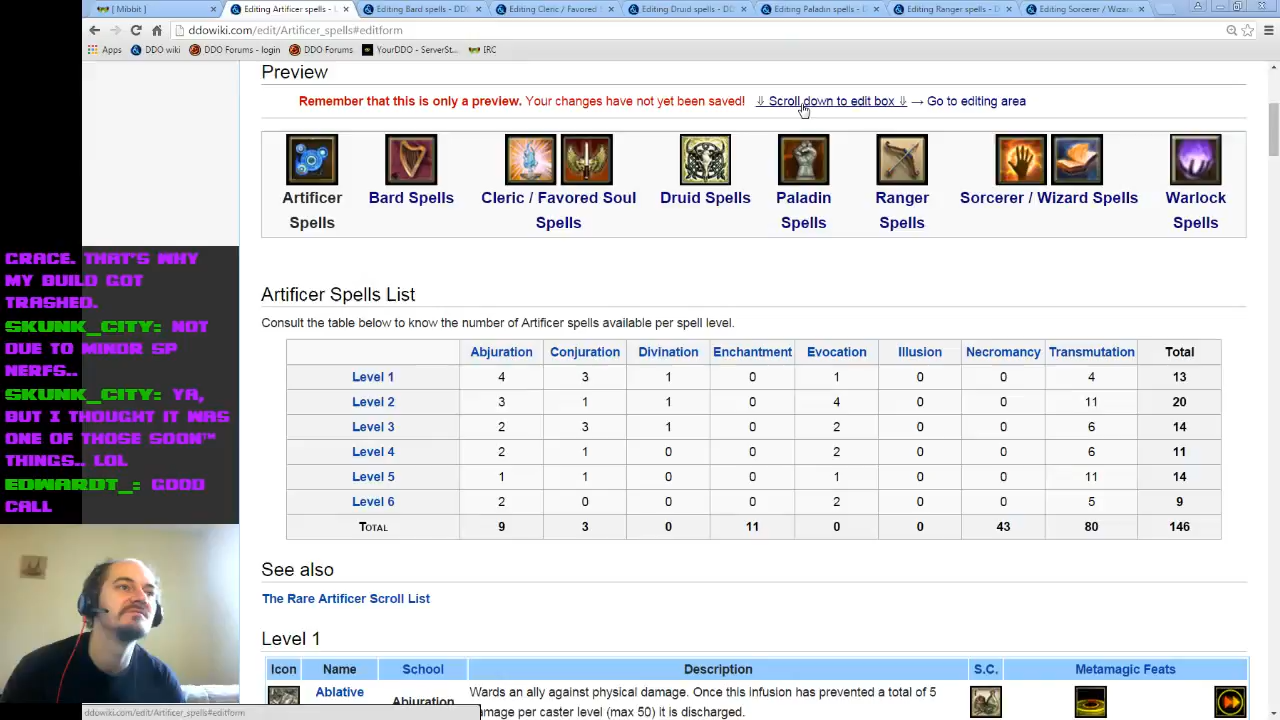 [ Mibbit ]
Editing Artificer spells - 
Editing Bard spells - DDO
Editing Cleric / Favored S
Editing Druid spells - DD
Editing Paladin spells - D
Editing Ranger spells - D
Editing Sorcerer / Wizar
ddowiki.com/edit/Artificer_spells#editform
Apps DDO wiki DDO Forums - login DDO Forums YourDDO - ServerSt... IRC
Preview
Remember that this is only a preview. Your changes have not yet been saved! ⇓ Scroll down to edit box ⇓ → Go to editing area
Artificer Spells
Bard Spells
Cleric / Favored Soul Spells
Druid Spells
Paladin Spells
Ranger Spells
Sorcerer / Wizard Spells
Warlock Spells
GRACE. THAT'S WHY
MY BUILD GOT
TRASHED.
SKUNK_CITY: NOT
DUE TO MINOR SP
NERFS..
SKUNK_CITY: YA,
BUT I THOUGHT IT WAS
ONE OF THOSE SOON™
THINGS.. LOL
EDWARDT_: GOOD
CALL
Artificer Spells List
Consult the table below to know the number of Artificer spells available per spell level.
Abjuration Conjuration Divination Enchantment Evocation Illusion Necromancy Transmutation Total
Level 1 4 3 1 0 1 0 0 4 13
Level 2 3 1 1 0 4 0 0 11 20
Level 3 2 3 1 0 2 0 0 6 14
Level 4 2 1 0 0 2 0 0 6 11
Level 5 1 1 0 0 1 0 0 11 14
Level 6 2 0 0 0 2 0 0 5 9
Total 9 3 0 11 0 0 43 80 146
See also
The Rare Artificer Scroll List
Level 1
Icon Name School Description S.C. Metamagic Feats
Ablative Abjuration Wards an ally against physical damage. Once this infusion has prevented a total of 5
damage per caster level (max 50) It is discharged.
ddowiki.com/edit/Artificer_spells#editform